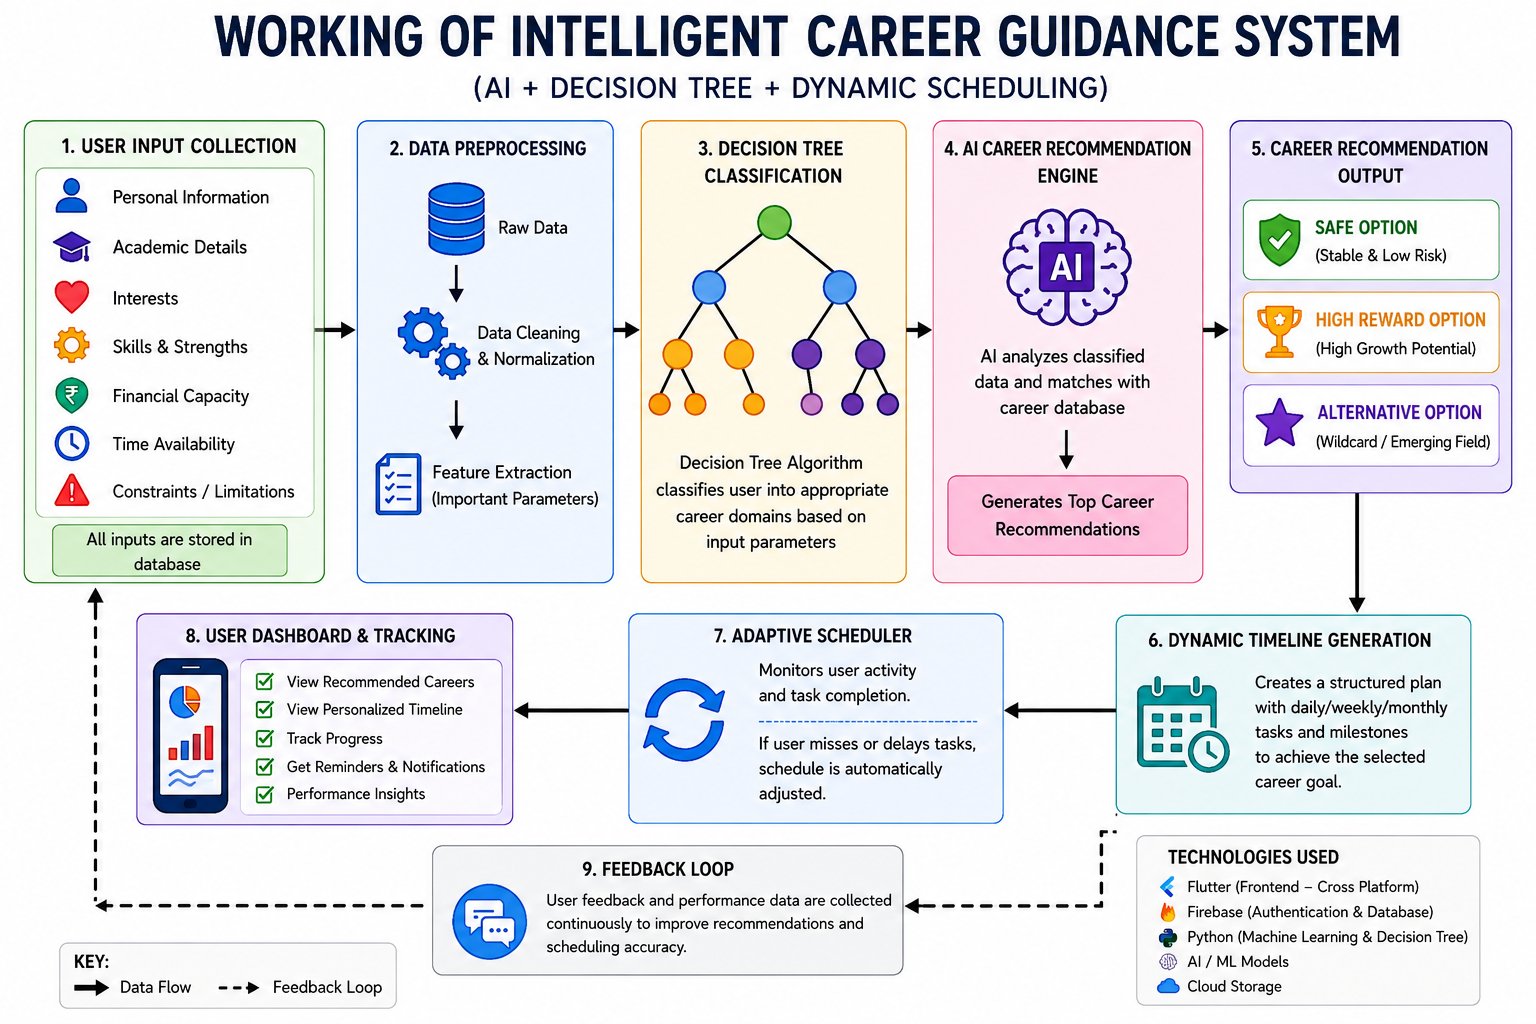 WORKING OF INTELLIGENT CAREER GUIDANCE SYSTEM
(AI + DECISION TREE + DYNAMIC SCHEDULING)
1. USER INPUT COLLECTION
Personal Information
Academic Details
Interests
Skills & Strengths
₹
Financial Capacity
Time Availability
Constraints / Limitations
All inputs are stored in
database
2. DATA PREPROCESSING
Raw Data
Data Cleaning
& Normalization
Feature Extraction
(Important Parameters)
3. DECISION TREE
CLASSIFICATION
Decision Tree Algorithm
classifies user into appropriate
career domains based on
input parameters
4. AI CAREER RECOMMENDATION
ENGINE
AI
AI analyzes classified
data and matches with
career database
Generates Top Career
Recommendations
5. CAREER RECOMMENDATION
OUTPUT
SAFE OPTION
(Stable & Low Risk)
HIGH REWARD OPTION
(High Growth Potential)
ALTERNATIVE OPTION
(Wildcard / Emerging Field)
6. DYNAMIC TIMELINE GENERATION
Creates a structured plan
with daily/weekly/monthly
tasks and milestones
to achieve the selected
career goal.
7. ADAPTIVE SCHEDULER
Monitors user activity
and task completion.
If user misses or delays tasks,
schedule is automatically
adjusted.
8. USER DASHBOARD & TRACKING
View Recommended Careers
View Personalized Timeline
Track Progress
Get Reminders & Notifications
Performance Insights
9. FEEDBACK LOOP
User feedback and performance data are collected
continuously to improve recommendations and
scheduling accuracy.
TECHNOLOGIES USED
Flutter (Frontend – Cross Platform)
Firebase (Authentication & Database)
Python (Machine Learning & Decision Tree)
AI / ML Models
Cloud Storage
KEY:
Data Flow
Feedback Loop